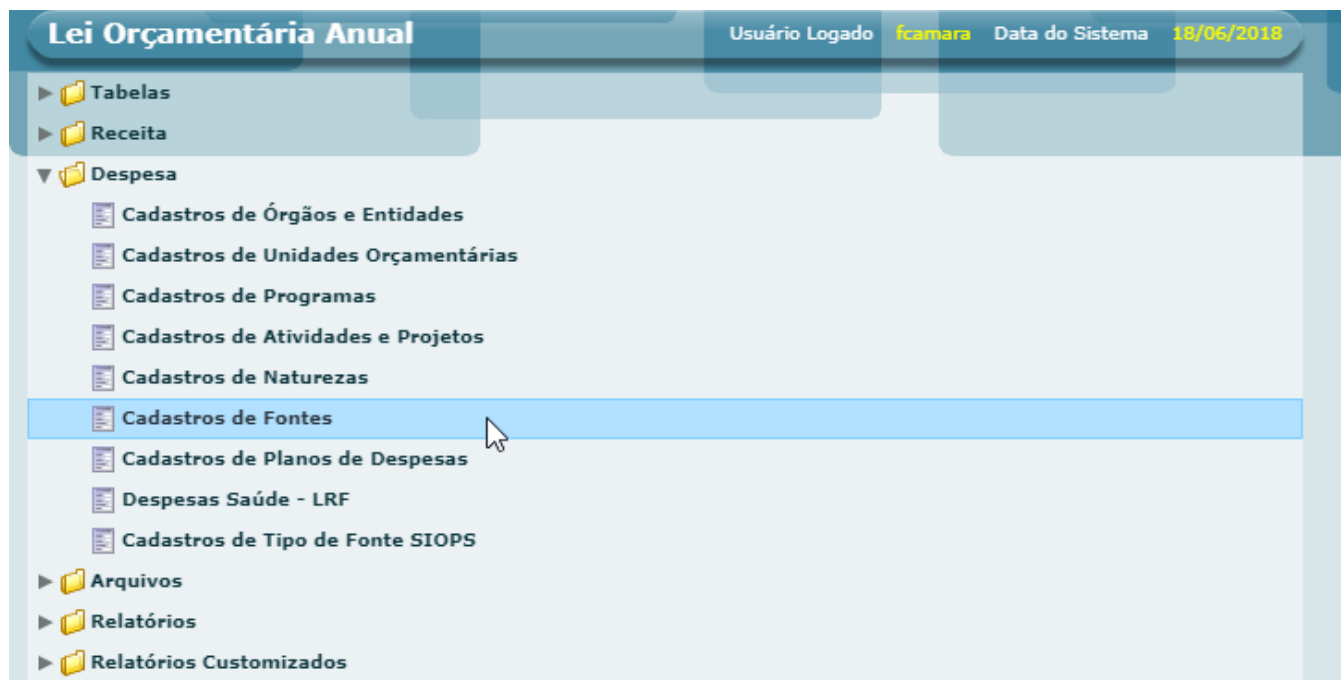 Lei Orçamentária Anual Usuário Logado fcamara Data do Sistema 18/06/2018
Tabelas
Receita
Despesa
Cadastros de Órgãos e Entidades
Cadastros de Unidades Orçamentárias
Cadastros de Programas
Cadastros de Atividades e Projetos
Cadastros de Naturezas
Cadastros de Fontes
Cadastros de Planos de Despesas
Despesas Saúde - LRF
Cadastros de Tipo de Fonte SIOPS
Arquivos
Relatórios
Relatórios Customizados